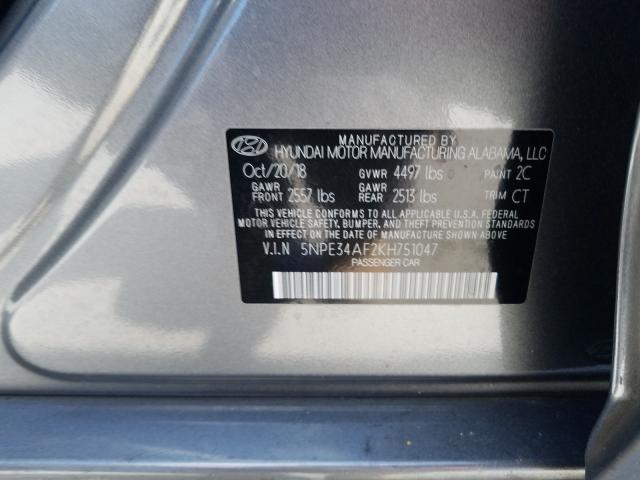 MANUFACTURED BY
HYUNDAI MOTOR MANUFACTURING ALABAMA, LLC
Oct/20/18 GVWR 4497 lbs PAINT 2C
GAWR FRONT 2557 lbs GAWR REAR 2513 lbs TRIM CT
THIS VEHICLE CONFORMS TO ALL APPLICABLE U.S.A FEDERAL
MOTOR VEHICLE SAFETY, BUMPER, AND THEFT PREVENTION
STANDARDS IN EFFECT ON THE DATE OF MANUFACTURE SHOWN ABOVE.
V.I.N 5NPE34AF2KH751047
PASSENGER CAR